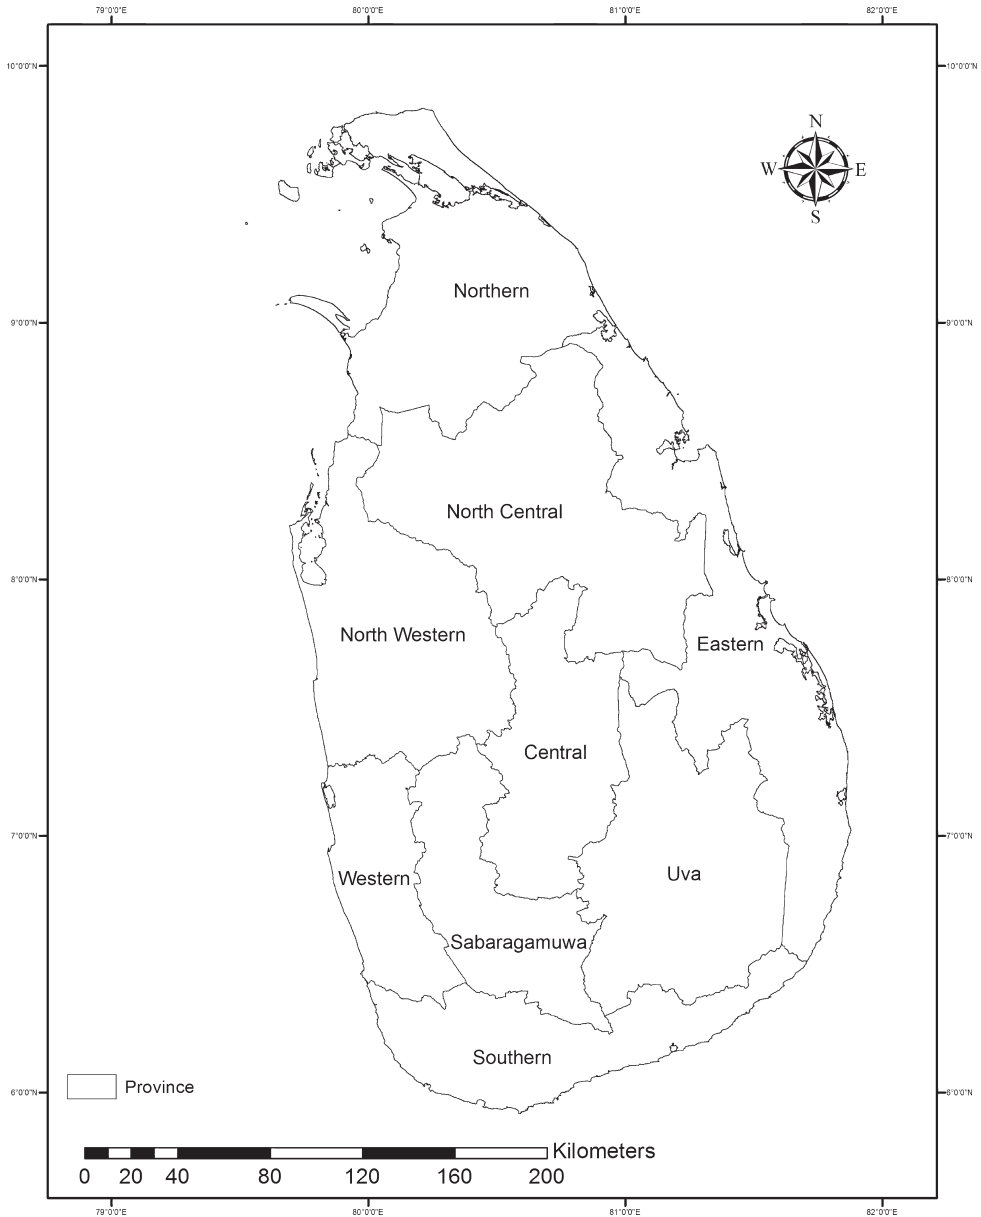 79°0'0"E 80°0'0"E 81°0'0"E 82°0'0"E
10°0'0"N 10°0'0"N
N
W E
S
Northern
9°0'0"N 9°0'0"N
North Central
8°0'0"N 8°0'0"N
North Western
Eastern
Central
7°0'0"N 7°0'0"N
Western
Uva
Sabaragamuwa
Southern
Province
6°0'0"N 6°0'0"N
Kilometers
0 20 40 80 120 160 200
79°0'0"E 80°0'0"E 81°0'0"E 82°0'0"E